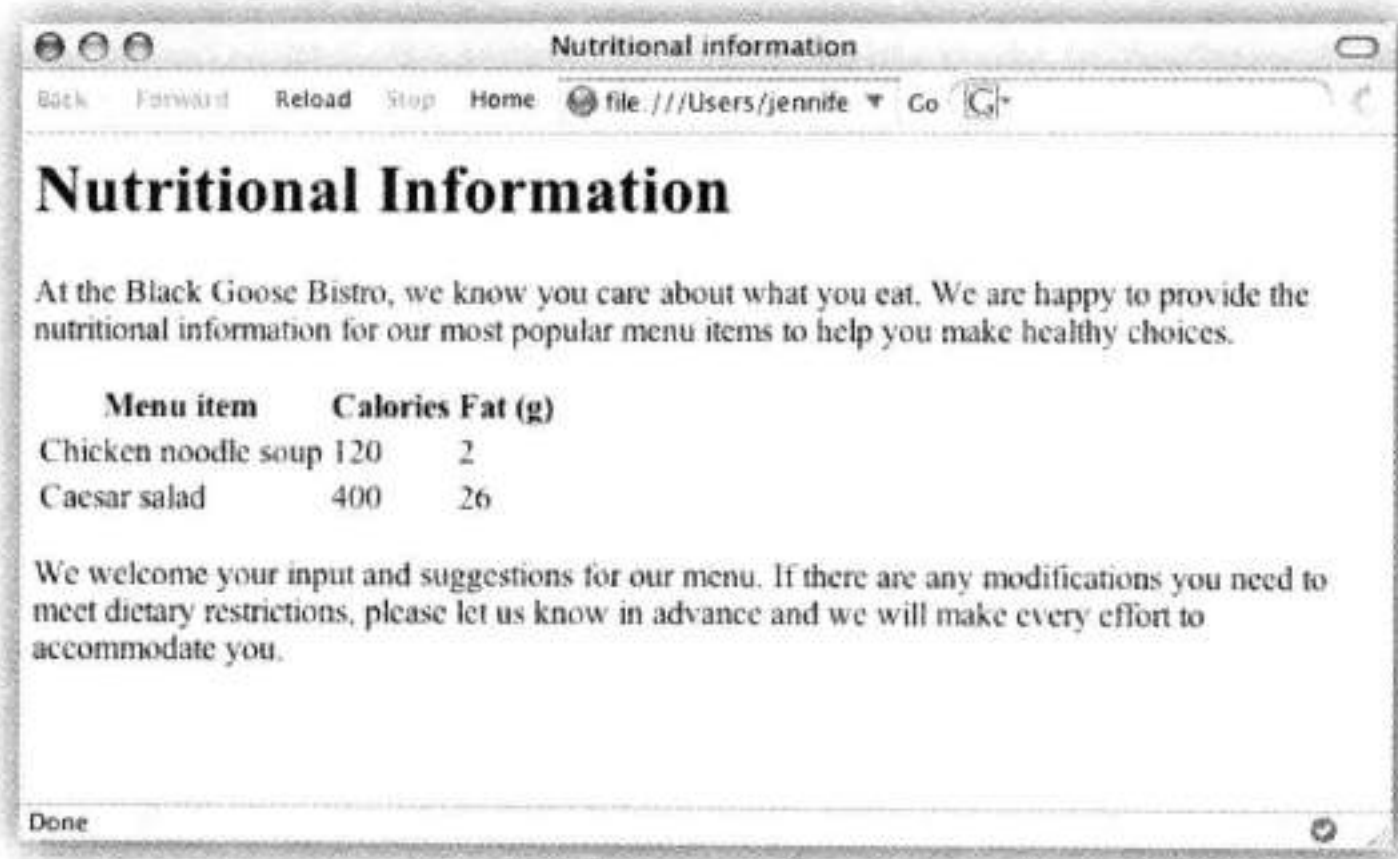 Nutritional information
Back Forward Reload Stop Home file:///Users/jennife Go G
Nutritional Information
At the Black Goose Bistro, we know you care about what you eat. We are happy to provide the
nutritional information for our most popular menu items to help you make healthy choices.
Menu item Calories Fat (g)
Chicken noodle soup 120 2
Caesar salad 400 26
We welcome your input and suggestions for our menu. If there are any modifications you need to
meet dietary restrictions, please let us know in advance and we will make every effort to
accommodate you.
Done